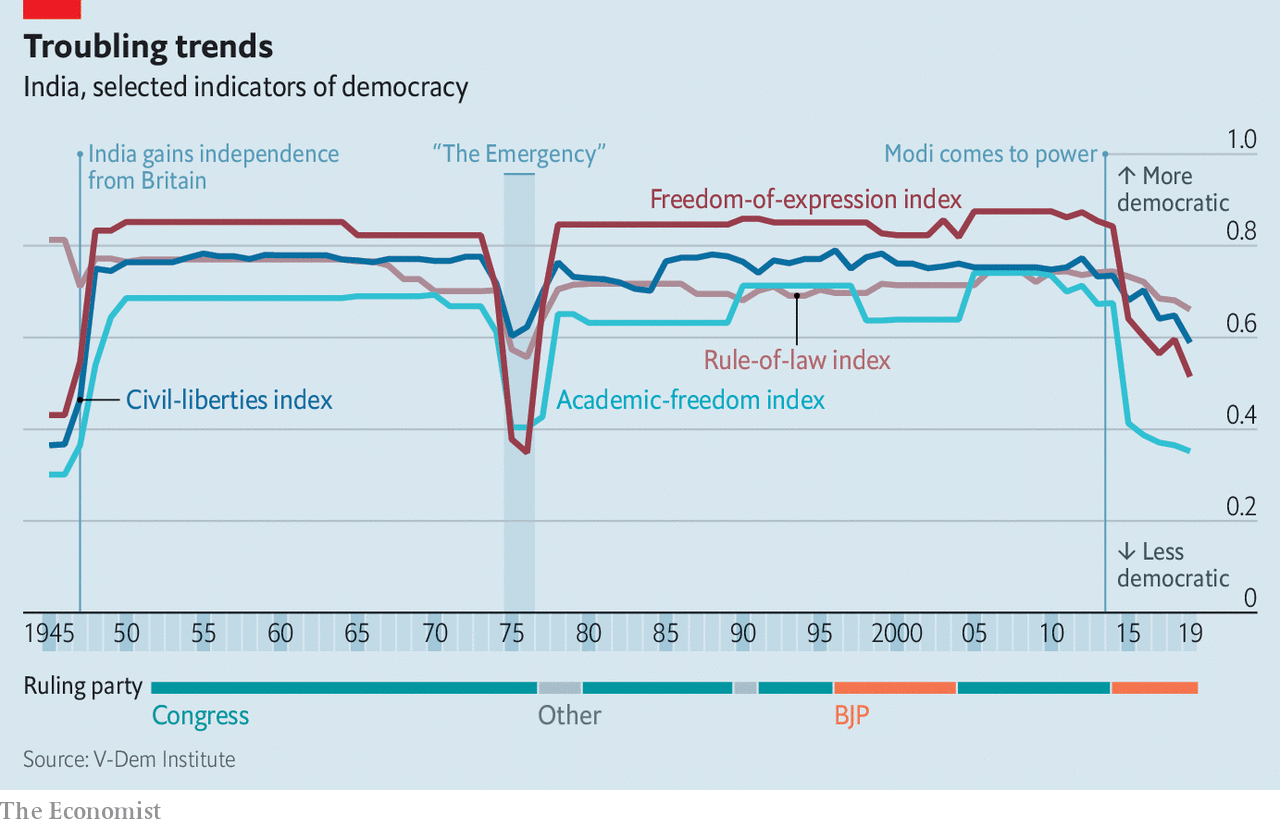 Troubling trends
India, selected indicators of democracy
India gains independence
from Britain
“The Emergency”
Modi comes to power
1.0
↑ More
democratic
Freedom-of-expression index
0.8
0.6
Rule-of-law index
Civil-liberties index
Academic-freedom index
0.4
0.2
↓ Less
democratic
0
1945 50 55 60 65 70 75 80 85 90 95 2000 05 10 15 19
Ruling party
Congress
Other
BJP
Source: V-Dem Institute
The Economist